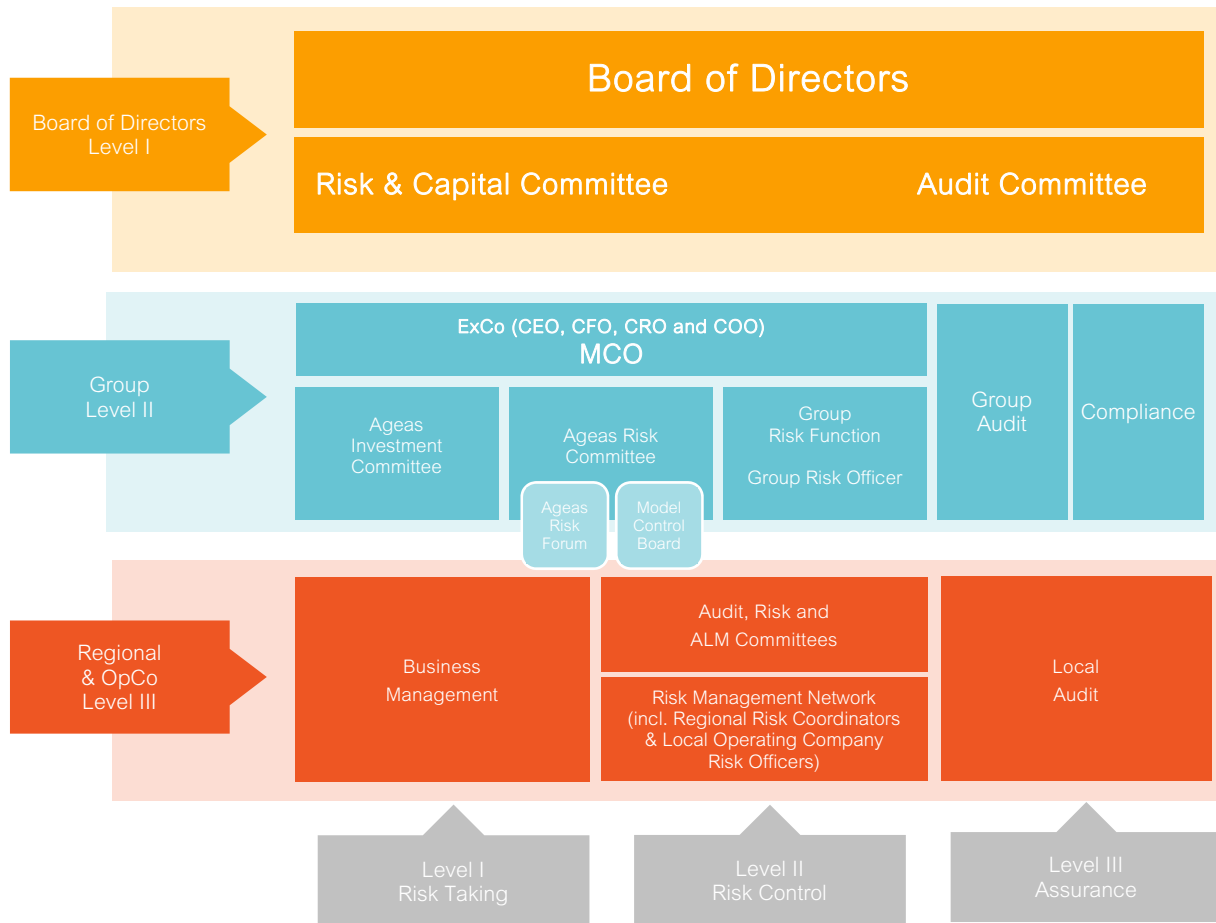 Board of Directors
Level I
Board of Directors
Risk & Capital Committee
Audit Committee
Group
Level II
ExCo (CEO, CFO, CRO and COO)
MCO
Ageas
Investment
Committee
Ageas Risk
Committee
Group
Risk Function
Group Risk Officer
Ageas
Risk
Forum
Model
Control
Board
Group
Audit
Compliance
Regional
& OpCo
Level III
Business
Management
Audit, Risk and
ALM Committees
Risk Management Network
(incl. Regional Risk Coordinators
& Local Operating Company
Risk Officers)
Local
Audit
Level I
Risk Taking
Level II
Risk Control
Level III
Assurance